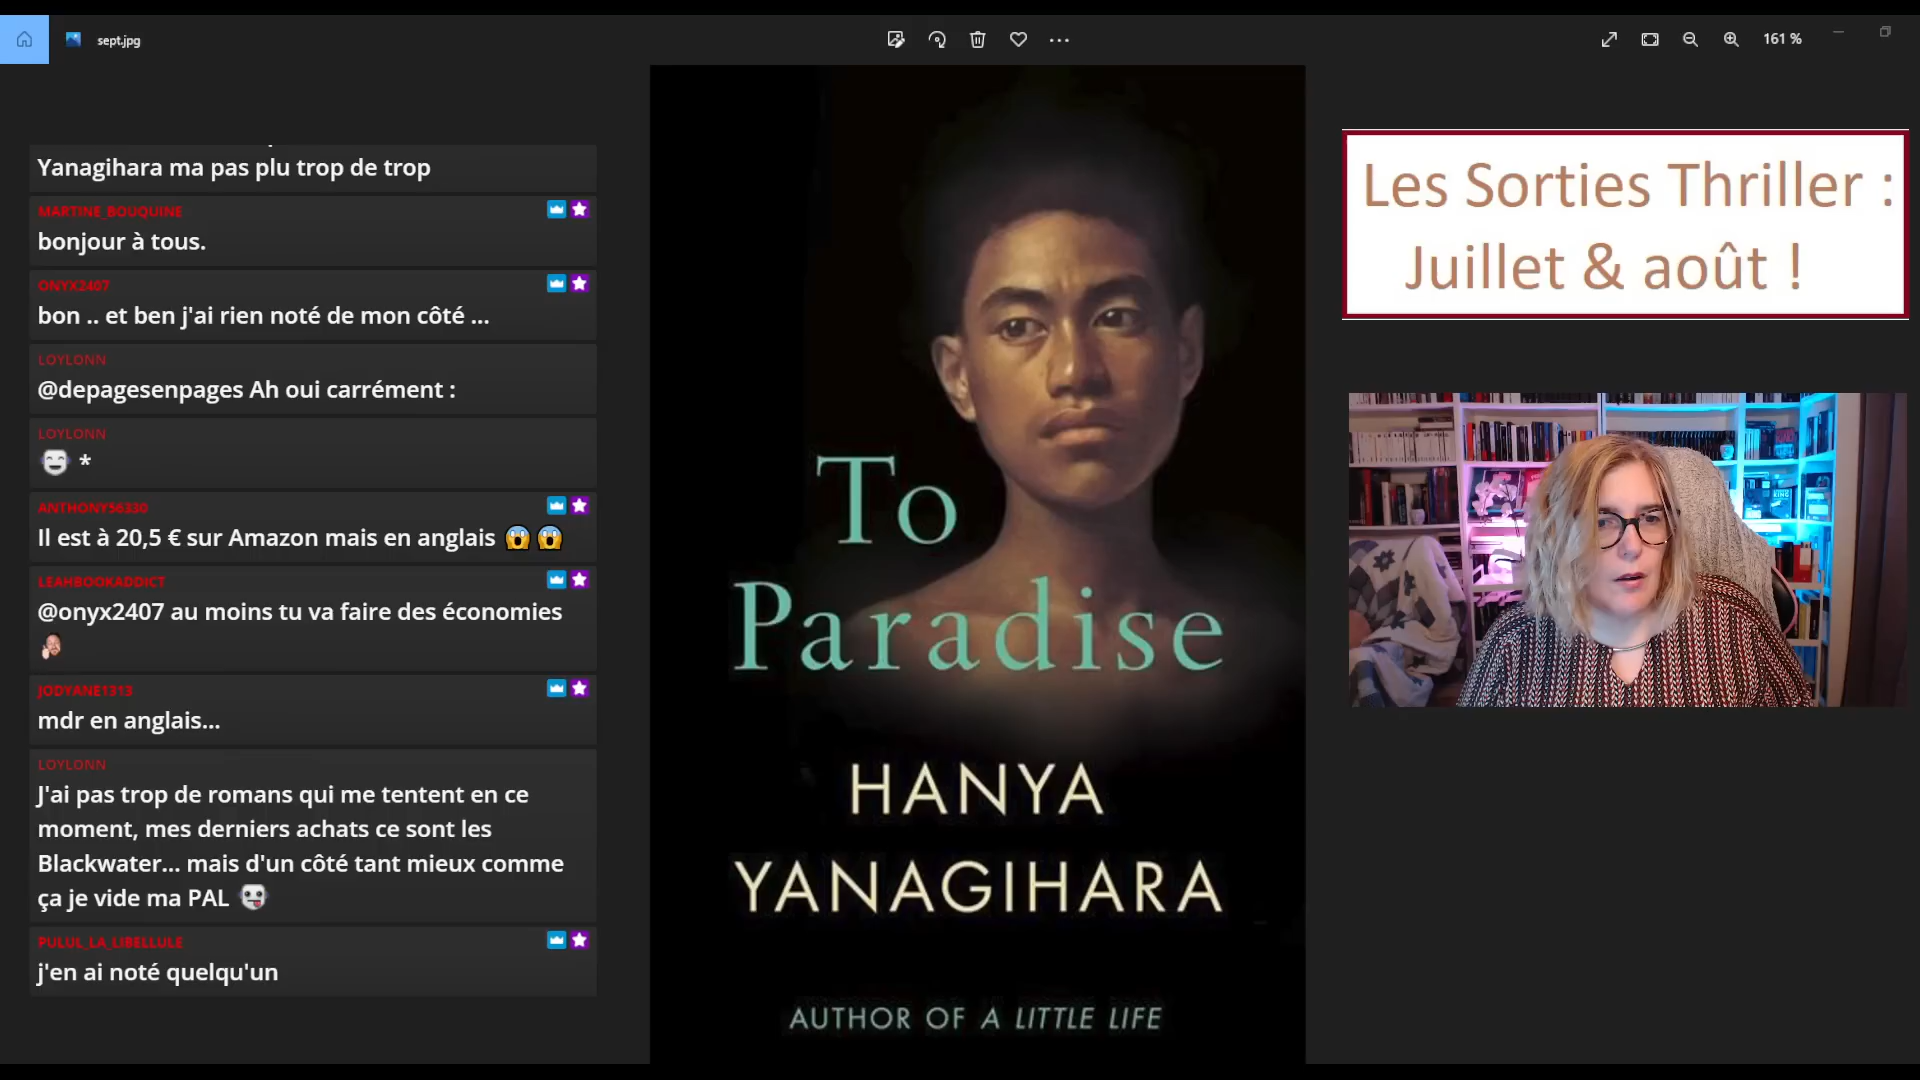 sept.jpg
161 %
Yanagihara ma pas plu trop de trop
MARTINE_BOUQUINE
bonjour à tous.
ONYX2407
bon .. et ben j'ai rien noté de mon côté ...
LOYLONN
@depagesenpages Ah oui carrément :
LOYLONN
*
ANTHONY56330
Il est à 20,5 € sur Amazon mais en anglais
LEAHBOOKADDICT
@onyx2407 au moins tu va faire des économies
JODYANE1313
mdr en anglais...
LOYLONN
J'ai pas trop de romans qui me tentent en ce
moment, mes derniers achats ce sont les
Blackwater... mais d'un côté tant mieux comme
ça je vide ma PAL
PULUL_LA_LIBELLULE
j'en ai noté quelqu'un
To
Paradise
HANYA
YANAGIHARA
AUTHOR OF A LITTLE LIFE
Les Sorties Thriller :
Juillet & août !